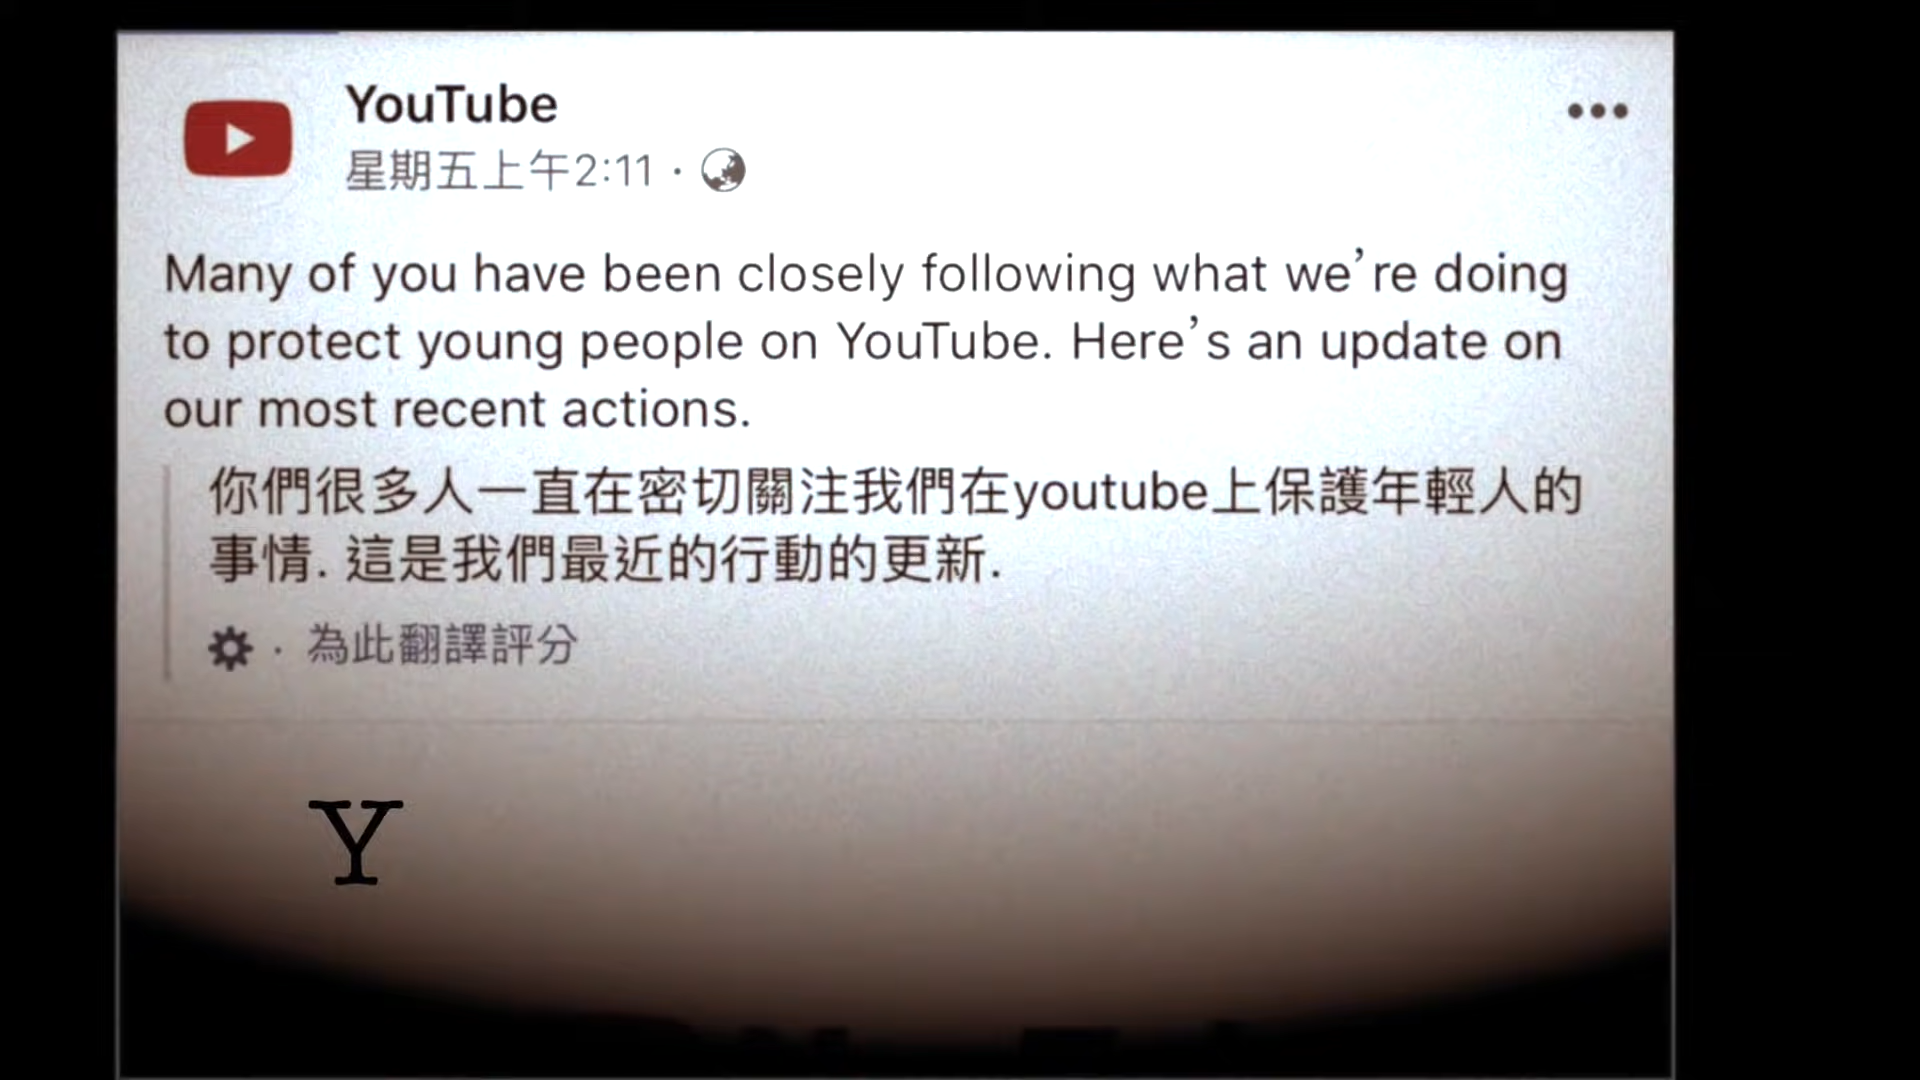 YouTube
星期五上午2:11 ·
Many of you have been closely following what we’re doing
to protect young people on YouTube. Here’s an update on
our most recent actions.
你們很多人一直在密切關注我們在youtube上保護年輕人的
事情. 這是我們最近的行動的更新.
· 為此翻譯評分
Y